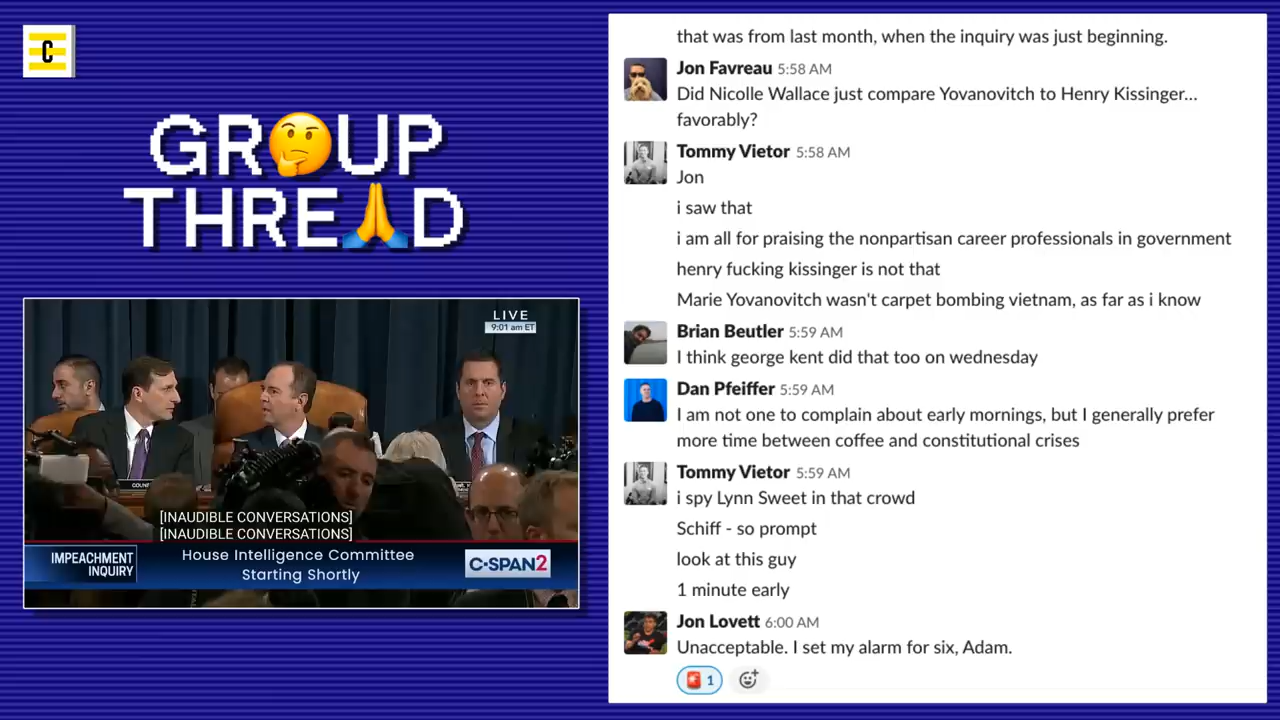 C
GR🤔UP
THRE🙏D
LIVE
9:01 am ET
[INAUDIBLE CONVERSATIONS]
[INAUDIBLE CONVERSATIONS]
IMPEACHMENT
INQUIRY
House Intelligence Committee
Starting Shortly
C-SPAN2
that was from last month, when the inquiry was just beginning.
Jon Favreau 5:58 AM
Did Nicolle Wallace just compare Yovanovitch to Henry Kissinger...
favorably?
Tommy Vietor 5:58 AM
Jon
i saw that
i am all for praising the nonpartisan career professionals in government
henry fucking kissinger is not that
Marie Yovanovitch wasn't carpet bombing vietnam, as far as i know
Brian Beutler 5:59 AM
I think george kent did that too on wednesday
Dan Pfeiffer 5:59 AM
I am not one to complain about early mornings, but I generally prefer
more time between coffee and constitutional crises
Tommy Vietor 5:59 AM
i spy Lynn Sweet in that crowd
Schiff - so prompt
look at this guy
1 minute early
Jon Lovett 6:00 AM
Unacceptable. I set my alarm for six, Adam.
1